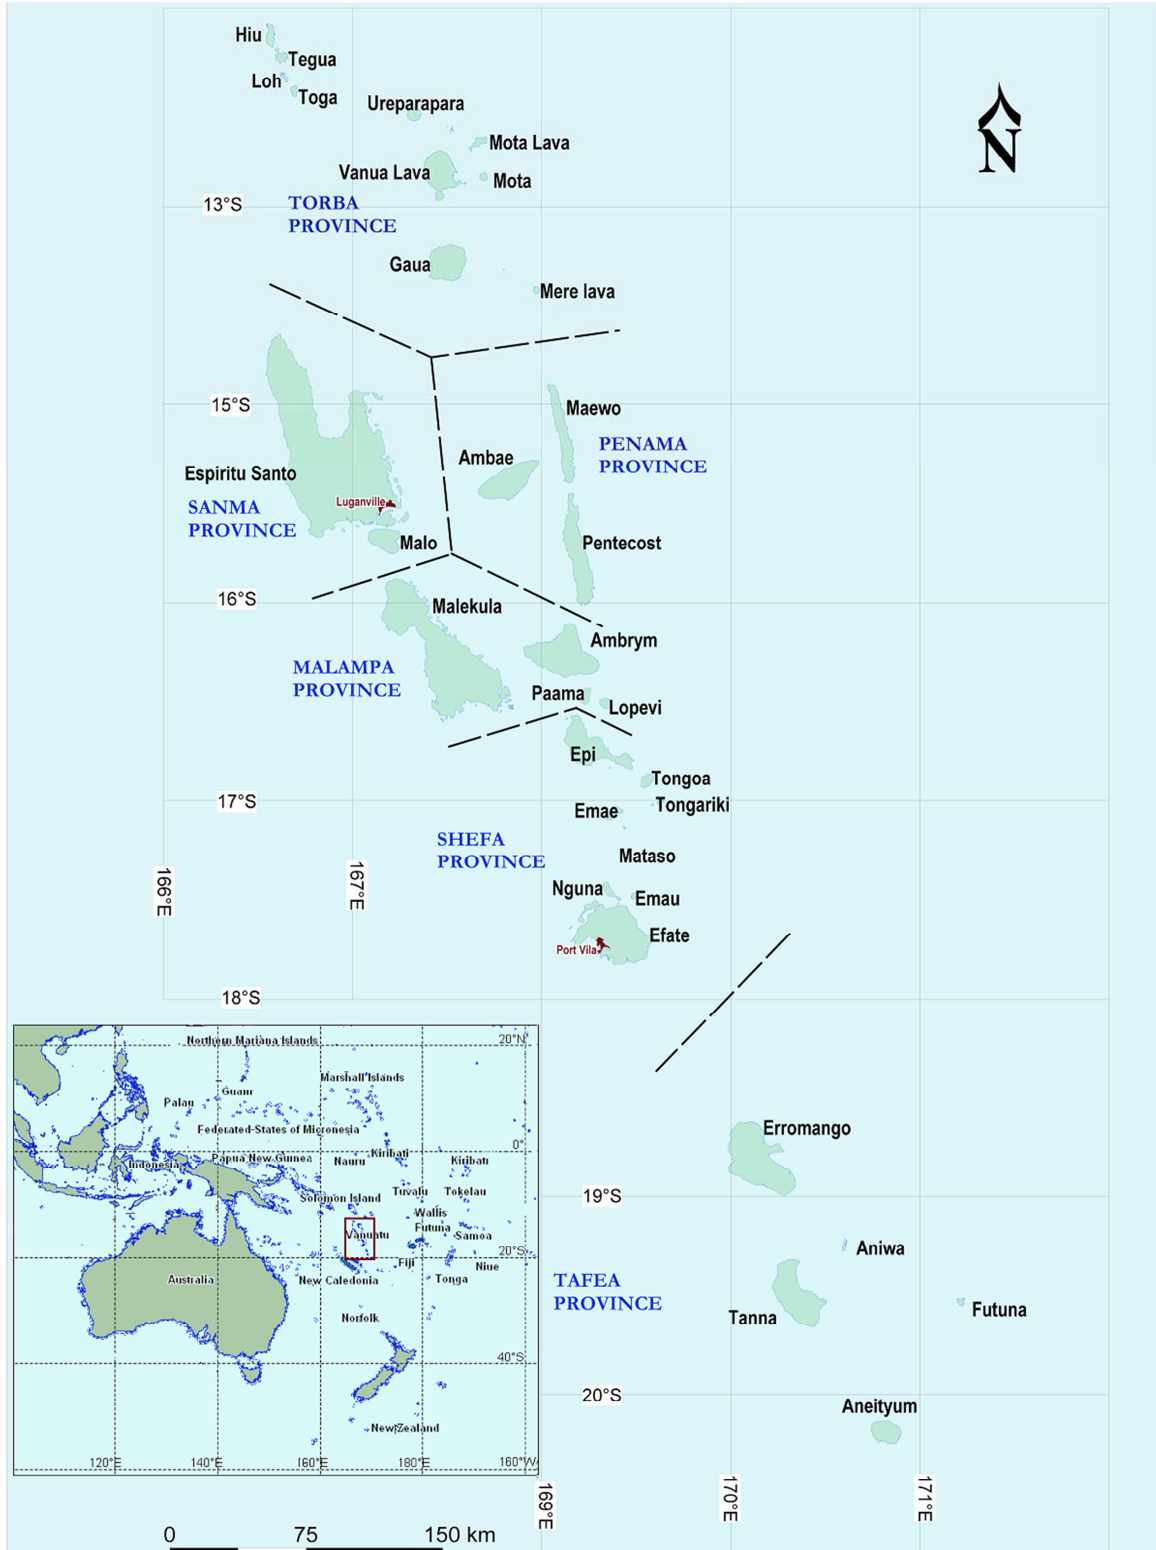 Hiu
Tegua
Loh
Toga
Ureparapara
N
Mota Lava
Vanua Lava
Mota
13°S
TORBA
PROVINCE
Gaua
Mere lava
15°S
Maewo
PENAMA
PROVINCE
Ambae
Espiritu Santo
Luganville
SANMA
PROVINCE
Malo
Pentecost
16°S
Malekula
Ambrym
MALAMPA
PROVINCE
Paama
Lopevi
Epi
Tongoa
17°S
Tongariki
Emae
SHEFA
PROVINCE
Mataso
166°E
167°E
Nguna
Emau
Efate
Port Vila
18°S
Northern Mariana Islands
20°N
Marshall Islands
Guam
Palau
Federated States of Micronesia
0°
Kiribati
Papua New Guinea
Nauru
Kiribati
Indonesia
Tuvalu
Tokelau
Solomon Island
Wallis
Futuna
Vanuatu
Samoa
20°S
Fiji
Niue
Australia
New Caledonia
Tonga
Norfolk
40°S
New Zealand
120°E
140°E
160°E
180°E
160°W
Erromango
19°S
Aniwa
TAFEA
PROVINCE
Tanna
Futuna
20°S
Aneityum
169°E
170°E
171°E
0 75 150 km